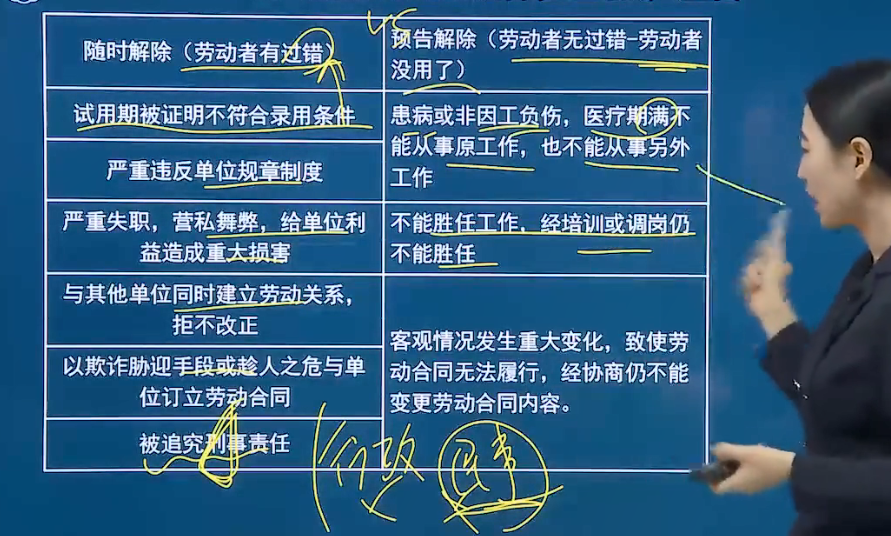 VS
随时解除（劳动者有过错）
预告解除（劳动者无过错-劳动者
没用了）
试用期被证明不符合录用条件
患病或非因工负伤，医疗期满不
能从事原工作，也不能从事另外
工作
严重违反单位规章制度
严重失职，营私舞弊，给单位利
益造成重大损害
不能胜任工作，经培训或调岗仍
不能胜任
与其他单位同时建立劳动关系，
拒不改正
客观情况发生重大变化，致使劳
动合同无法履行，经协商仍不能
变更劳动合同内容。
以欺诈胁迎手段或趁人之危与单
位订立劳动合同
被追究刑事责任
行政 民事